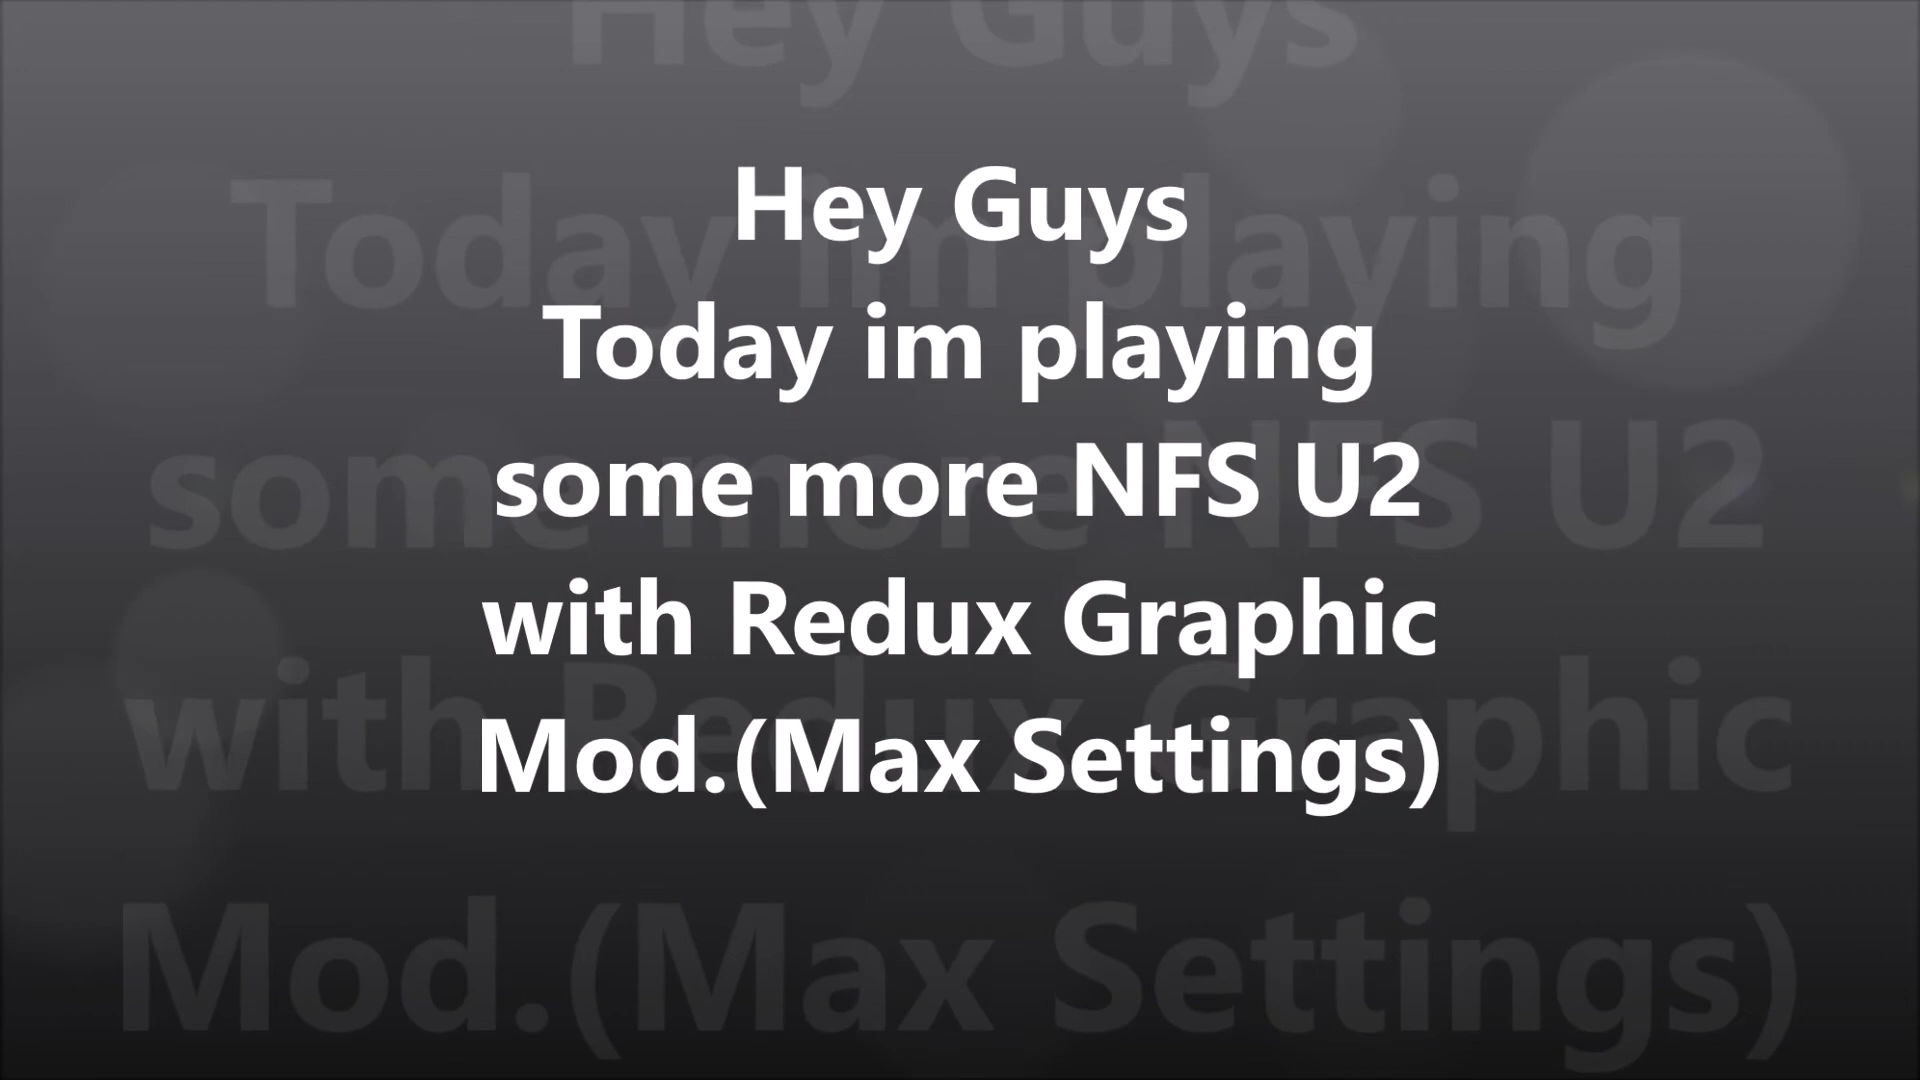 Hey Guys
Today im playing
some more NFS U2
with Redux Graphic
Mod.(Max Settings)